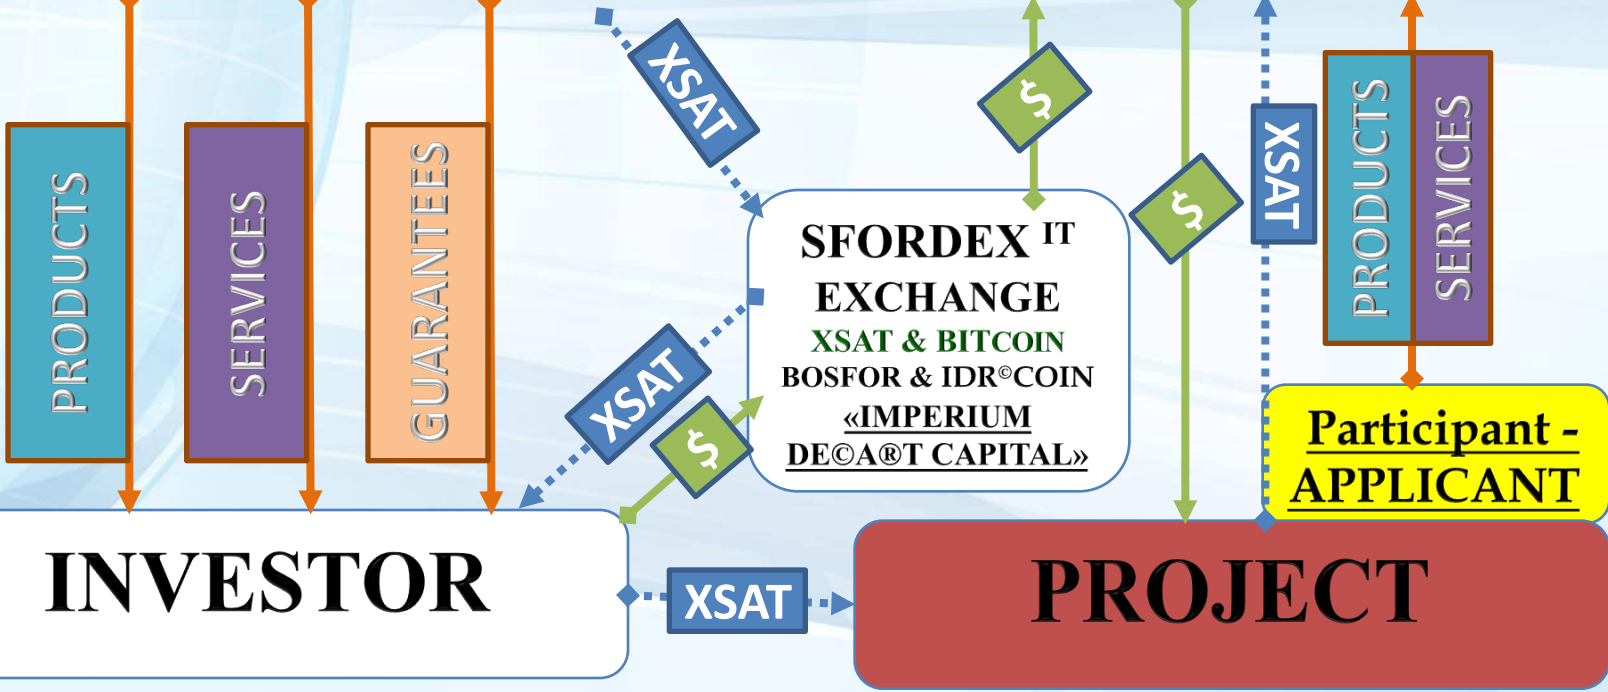 PRODUCTS
SERVICES
GUARANTEES
XSAT
$
$
XSAT
PRODUCTS
SERVICES
SFORDEX IT
EXCHANGE
XSAT & BITCOIN
BOSFOR & IDR©COIN
«IMPERIUM
DE©A®T CAPITAL»
XSAT
$
Participant -
APPLICANT
INVESTOR
XSAT
PROJECT